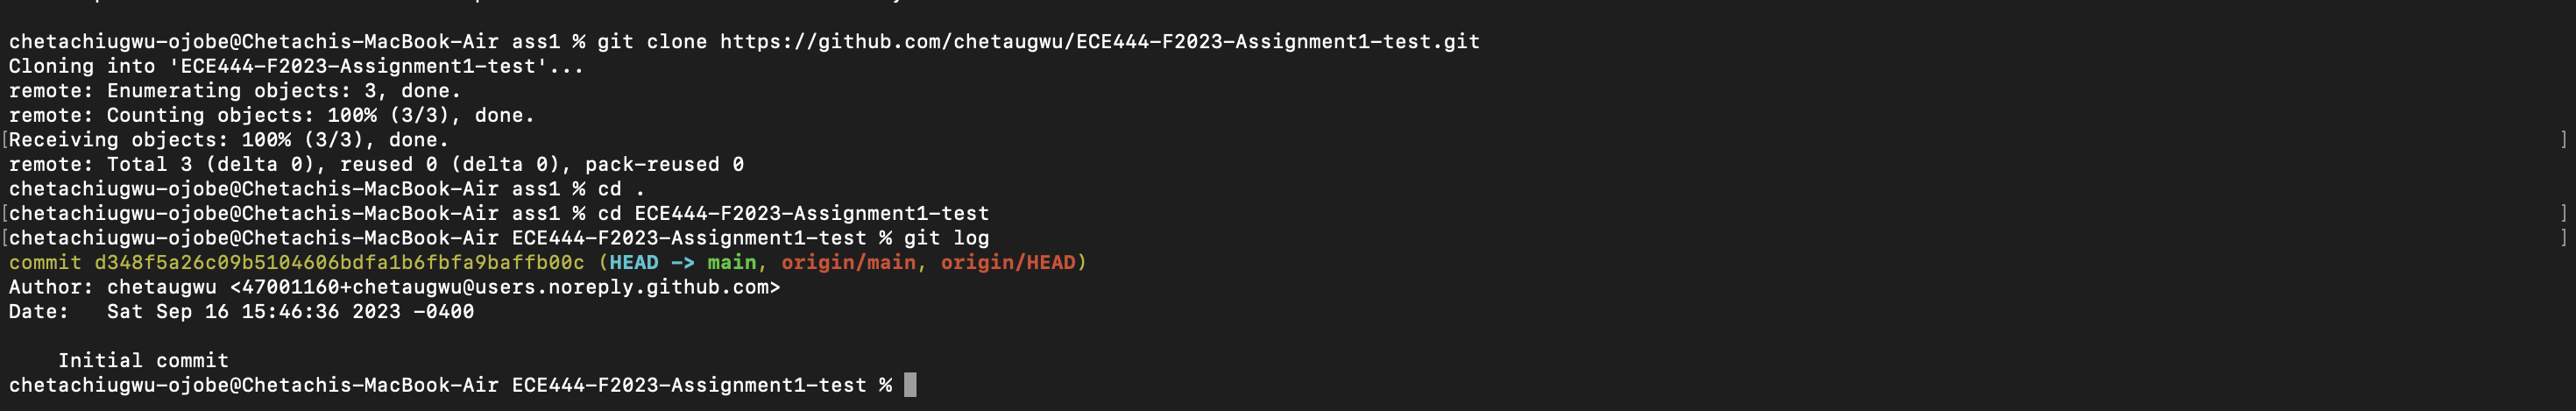 chetachiugwu-ojobe@Chetachis-MacBook-Air ass1 % git clone https://github.com/chetaugwu/ECE444-F2023-Assignment1-test.git
Cloning into 'ECE444-F2023-Assignment1-test'...
remote: Enumerating objects: 3, done.
remote: Counting objects: 100% (3/3), done.
[Receiving objects: 100% (3/3), done. ]
remote: Total 3 (delta 0), reused 0 (delta 0), pack-reused 0
chetachiugwu-ojobe@Chetachis-MacBook-Air ass1 % cd .
[chetachiugwu-ojobe@Chetachis-MacBook-Air ass1 % cd ECE444-F2023-Assignment1-test ]
[chetachiugwu-ojobe@Chetachis-MacBook-Air ECE444-F2023-Assignment1-test % git log ]
commit d348f5a26c09b5104606bdfa1b6fbfa9baffb00c (HEAD -> main, origin/main, origin/HEAD)
Author: chetaugwu <47001160+chetaugwu@users.noreply.github.com>
Date:   Sat Sep 16 15:46:36 2023 -0400
    Initial commit
chetachiugwu-ojobe@Chetachis-MacBook-Air ECE444-F2023-Assignment1-test %